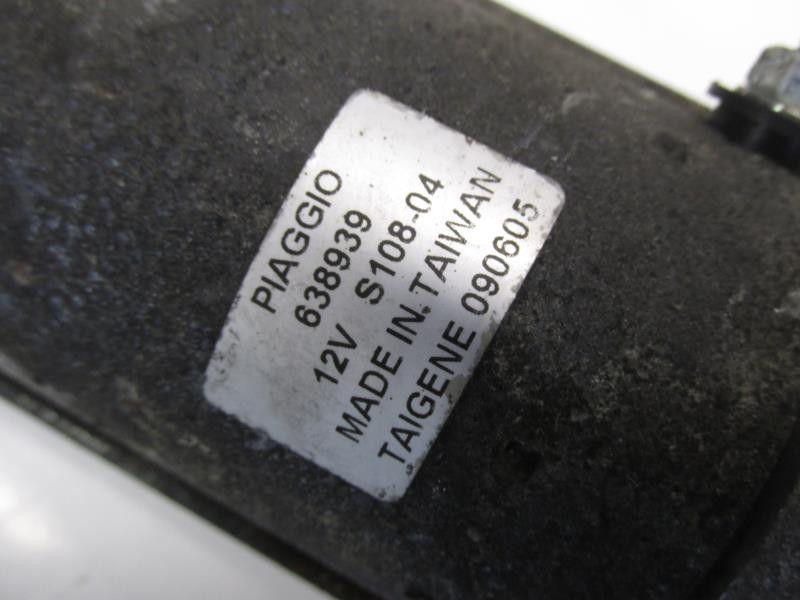 PIAGGIO
638939
12V S108-04
MADE IN TAIWAN
TAIGENE 090605